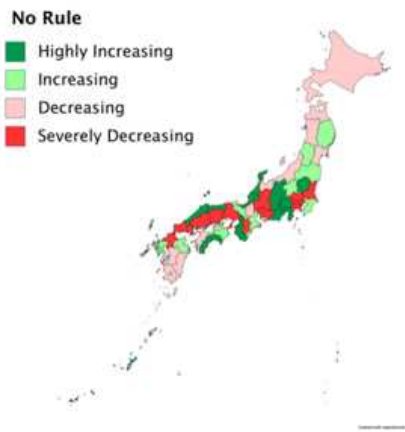 No Rule
Highly Increasing
Increasing
Decreasing
Severely Decreasing